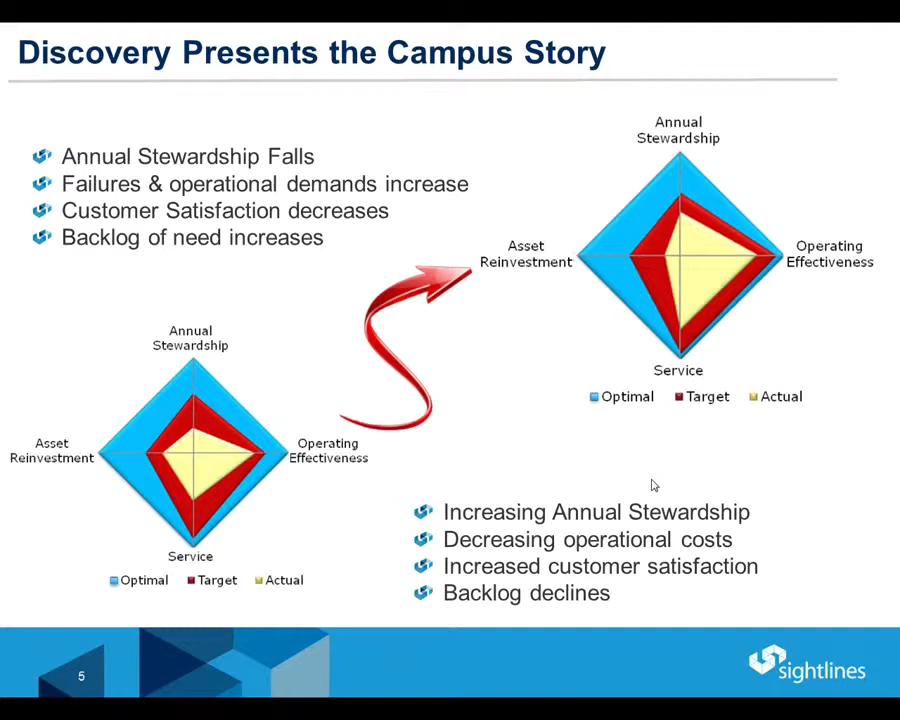 Discovery Presents the Campus Story
Annual Stewardship Falls
Failures & operational demands increase
Customer Satisfaction decreases
Backlog of need increases
Annual
Stewardship
Asset
Reinvestment
Operating
Effectiveness
Service
Optimal Target Actual
Annual
Stewardship
Asset
Reinvestment
Operating
Effectiveness
Service
Optimal Target Actual
Increasing Annual Stewardship
Decreasing operational costs
Increased customer satisfaction
Backlog declines
5
sightlines